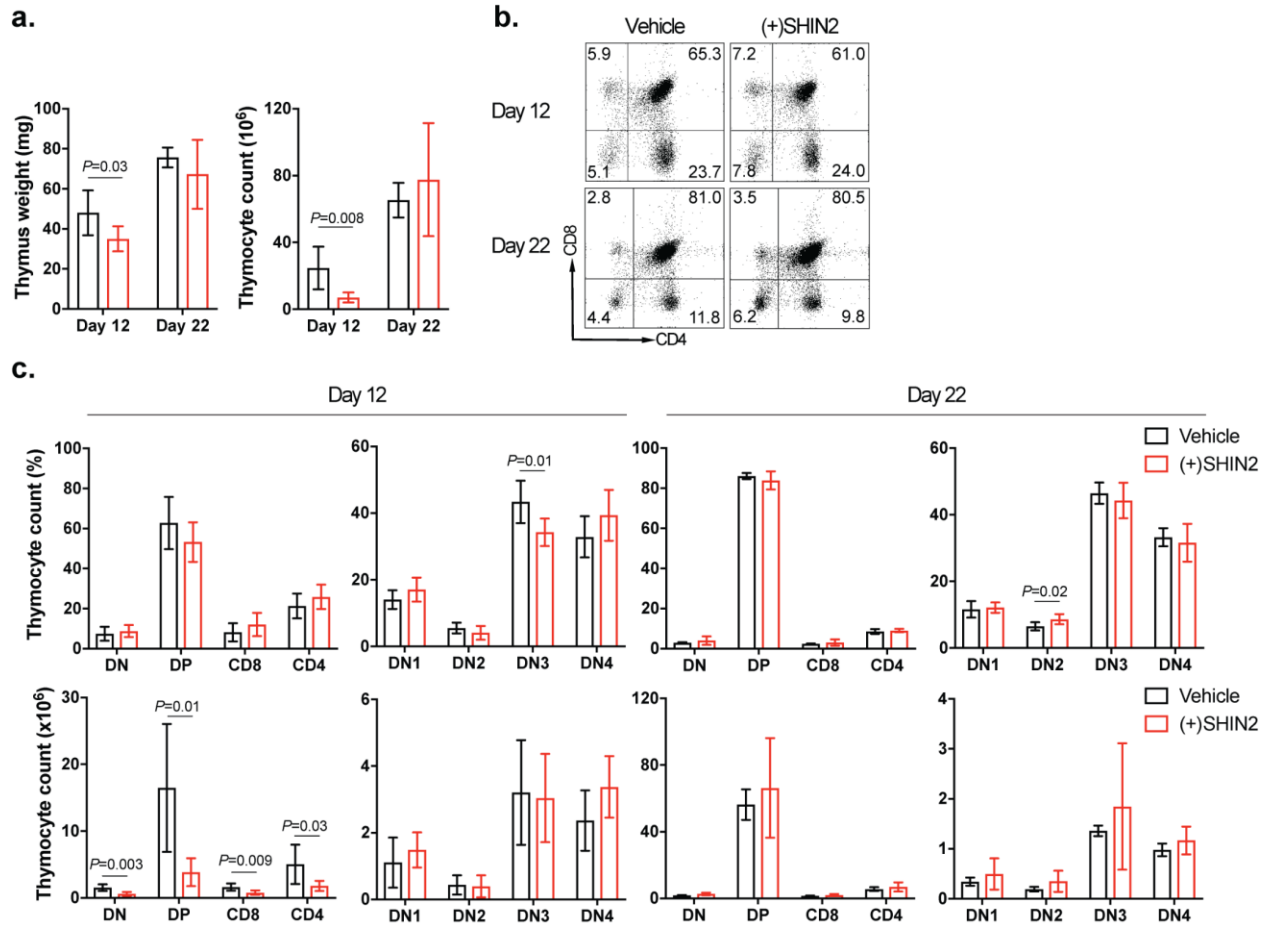 a.
Thymus weight (mg)
100
80
60
40
20
0
P=0.03
Day 12
Day 22
Thymocyte count (10⁶)
120
80
40
0
P=0.008
Day 12
Day 22
b.
Vehicle
(+)SHIN2
Day 12
5.9
65.3
5.1
23.7
7.2
61.0
7.8
24.0
Day 22
2.8
81.0
4.4
11.8
3.5
80.5
6.2
9.8
CD8
CD4
c.
Day 12
Day 22
Thymocyte count (%)
100
80
60
40
20
0
DN
DP
CD8
CD4
60
40
20
0
P=0.01
DN1
DN2
DN3
DN4
100
80
60
40
20
0
DN
DP
CD8
CD4
60
40
20
0
P=0.02
DN1
DN2
DN3
DN4
Vehicle
(+)SHIN2
Thymocyte count (x10⁶)
30
20
10
0
P=0.003
P=0.01
P=0.009
P=0.03
DN
DP
CD8
CD4
6
4
2
0
DN1
DN2
DN3
DN4
120
80
40
0
DN
DP
CD8
CD4
4
3
2
1
0
DN1
DN2
DN3
DN4
Vehicle
(+)SHIN2